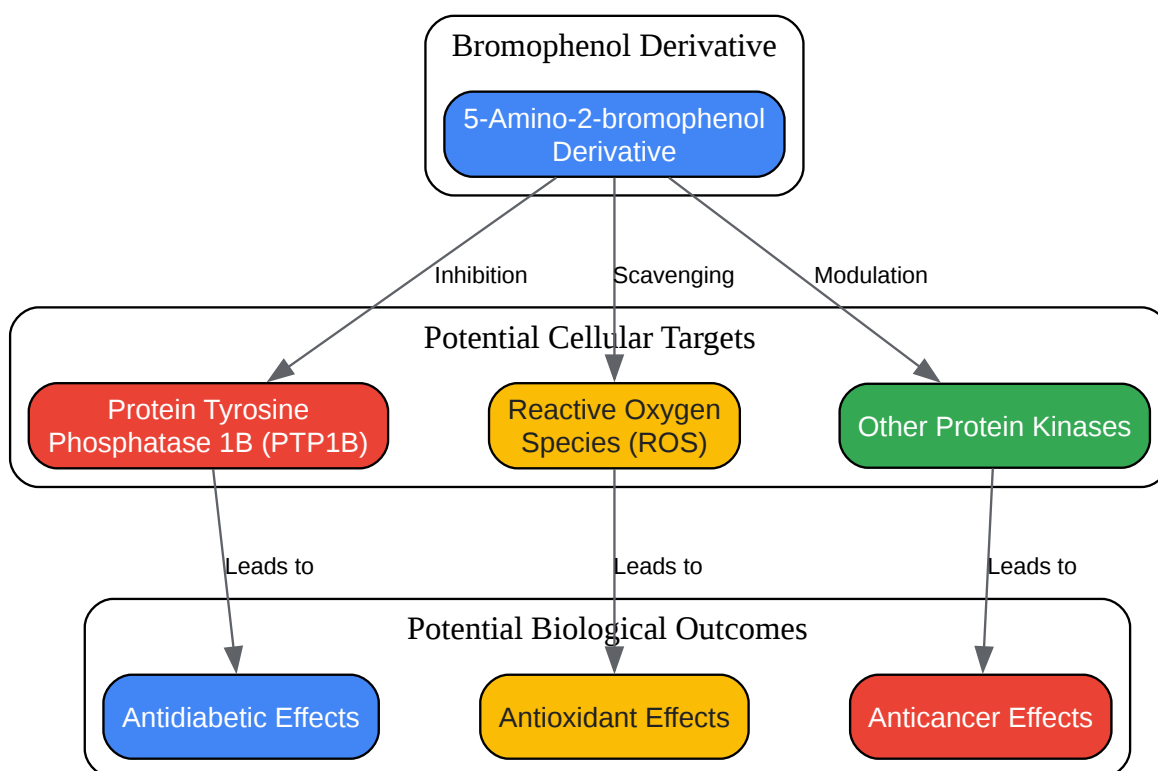 Bromophenol Derivative
5-Amino-2-bromophenol
Derivative
Inhibition
Scavenging
Modulation
Potential Cellular Targets
Protein Tyrosine
Phosphatase 1B (PTP1B)
Reactive Oxygen
Species (ROS)
Other Protein Kinases
Leads to
Leads to
Leads to
Potential Biological Outcomes
Antidiabetic Effects
Antioxidant Effects
Anticancer Effects